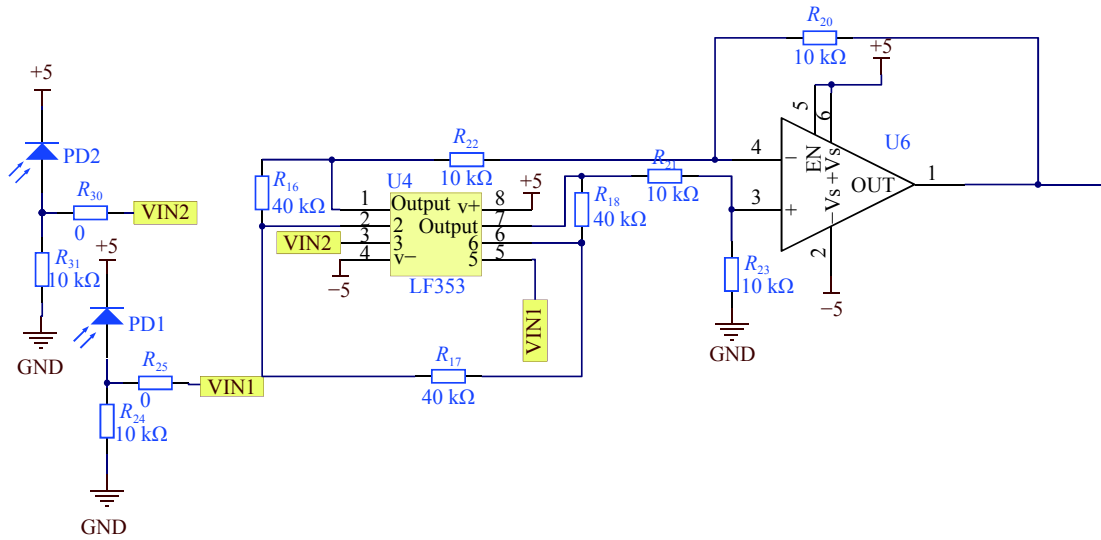 R20
10 kΩ
+5
+5
5
6
PD2
R22
4
−
EN
+Vs
U6
R30
VIN2
0
R16
40 kΩ
10 kΩ
U4
+5
R21
10 kΩ
OUT
1
1
Output
v+
8
R18
40 kΩ
3
+
−Vs
2
2
Output
7
VIN2
3
3
6
6
4
v−
5
5
−5
LF353
+5
R31
10 kΩ
R23
10 kΩ
2
−5
GND
PD1
VIN1
GND
R25
VIN1
0
R17
40 kΩ
R24
10 kΩ
GND